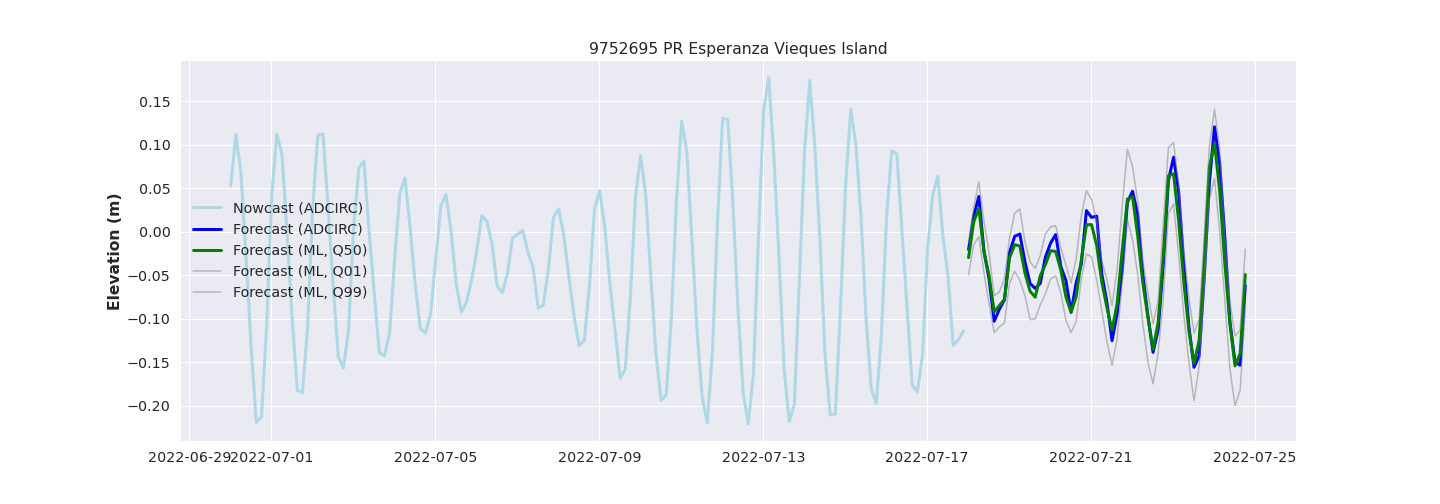 9752695 PR Esperanza Vieques Island
Elevation (m)
0.15
0.10
0.05
0.00
−0.05
−0.10
−0.15
−0.20
Nowcast (ADCIRC)
Forecast (ADCIRC)
Forecast (ML, Q50)
Forecast (ML, Q01)
Forecast (ML, Q99)
2022-06-29 2022-07-01 2022-07-05 2022-07-09 2022-07-13 2022-07-17 2022-07-21 2022-07-25